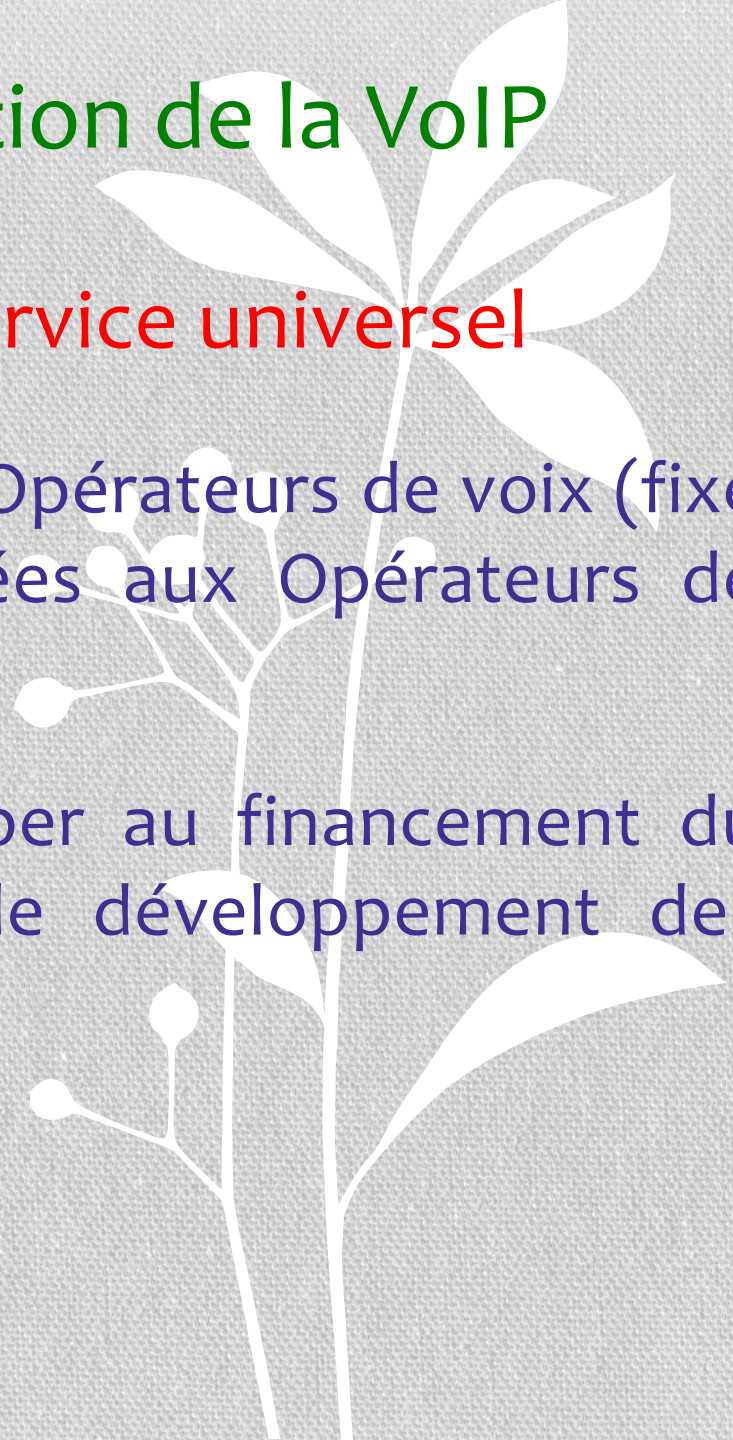 tion de la VoIP
rvice universel
Opérateurs de voix (fixe
ées aux Opérateurs de
per au financement du
le développement de